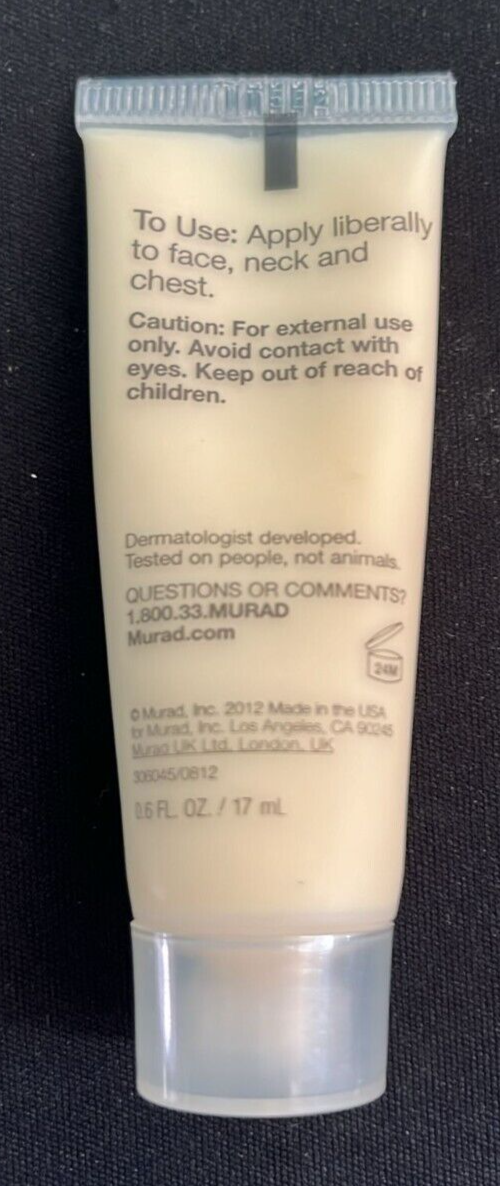 To Use: Apply liberally
to face, neck and
chest.
Caution: For external use
only. Avoid contact with
eyes. Keep out of reach of
children.
Dermatologist developed.
Tested on people, not animals.
QUESTIONS OR COMMENTS?
1.800.33.MURAD
Murad.com
24M
© Murad, Inc. 2012 Made in the USA
for Murad, Inc. Los Angeles, CA 90245
Murad UK Ltd. London, UK
306045/0812
0.6 FL. OZ. / 17 mL